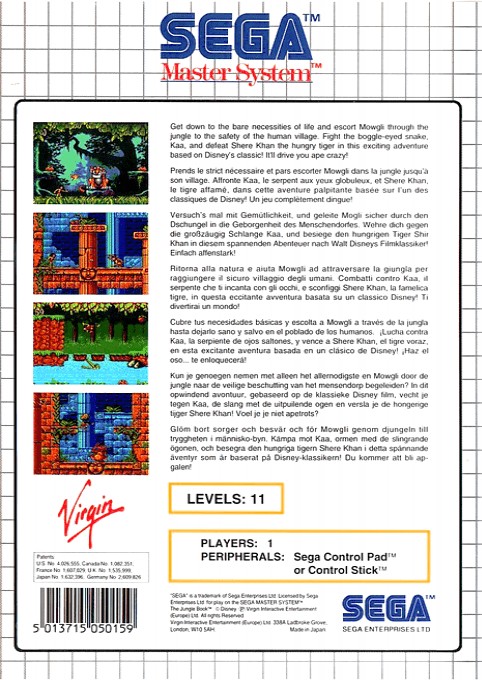 SEGA™
Master System™
Get down to the bare necessities of life and escort Mowgli through the
jungle to the safety of the human village. Fight the boggle-eyed snake,
Kaa, and defeat Shere Khan the hungry tiger in this exciting adventure
based on Disney's classic! It'll drive you ape crazy!
Prends le strict nécessaire et pars escorter Mowgli dans la jungle jusqu'à
son village. Affronte Kaa, le serpent aux yeux globuleux, et Shere Khan,
le tigre affamé, dans cette aventure palpitante basée sur l'un des
classiques de Disney! Un jeu complètement dingue!
Versuch's mal mit Gemütlichkeit, und geleite Mogli sicher durch den
Dschungel in die Geborgenheit des Menschendorfes. Wehre dich gegen
die großzäugig Schlange Kaa, und besiege den hungrigen Tiger Shir
Khan in diesem spannenden Abenteuer nach Walt Disneys Filmklassiker!
Einfach affenstark!
Ritorna alla natura e aiuta Mowgli ad attraversare la giungla per
raggiungere il sicuro villaggio degli umani. Combatti contro Kaa, il
serpente che ti incanta con gli occhi, e sconfiggi Shere Khan, la famelica
tigre, in questa eccitante avventura basata su un classico Disney! Ti
divertirai un mondo!
Cubre tus necesidades básicas y escolta a Mowgli a través de la jungla
hasta dejarlo sano y salvo en el poblado de los humanos. ¡Lucha contra
Kaa, la serpiente de ojos saltones, y vence a Shere Khan, el tigre voraz,
en esta excitante aventura basada en un clásico de Disney! ¡Haz el
oso... te enloquecerá!
Kun je genoegen nemen met alleen het allernodigste en Mowgli door de
jungle naar de veilige beschutting van het mensendorp begeleiden? In dit
opwindend avontuur, gebaseerd op de klassieke Disney film, vecht je
tegen Kaa, de slang met de uitpuilende ogen en versla je de hongerige
tijger Shere Khan! Voel je je niet apetrots?
Glöm bort sorger och besvär och för Mowgli genom djungeln till
tryggheten i människo-byn. Kämpa mot Kaa, ormen med de slingrande
ögonen, och besegra den hungriga tigern Shere Khan i detta spännande
äventyr som är baserat på Disney-klassikern! Du kommer att bli ap-
galen!
Virgin
LEVELS: 11
PLAYERS: 1
PERIPHERALS: Sega Control Pad™
or Control Stick™
Patents:
U.S. No. 4,026,555, Canada No. 1,082,351,
France No. 1.607.029 U.K. No. 1,535,999,
Japan No. 1,632,396, Germany No. 2,609,826
5 013715 050159
"SEGA" is a trademark of Sega Enterprises Ltd. Licensed by Sega
Enterprises Ltd. for play on the SEGA MASTER SYSTEM™
The Jungle Book™ © Disney ℗ Virgin Interactive Entertainment
(Europe) Ltd. All rights Reserved.
Virgin Interactive Entertainment (Europe) Ltd. 338A Ladbroke Grove,
London, W10 5AH. Made in Japan
SEGA
SEGA ENTERPRISES LTD